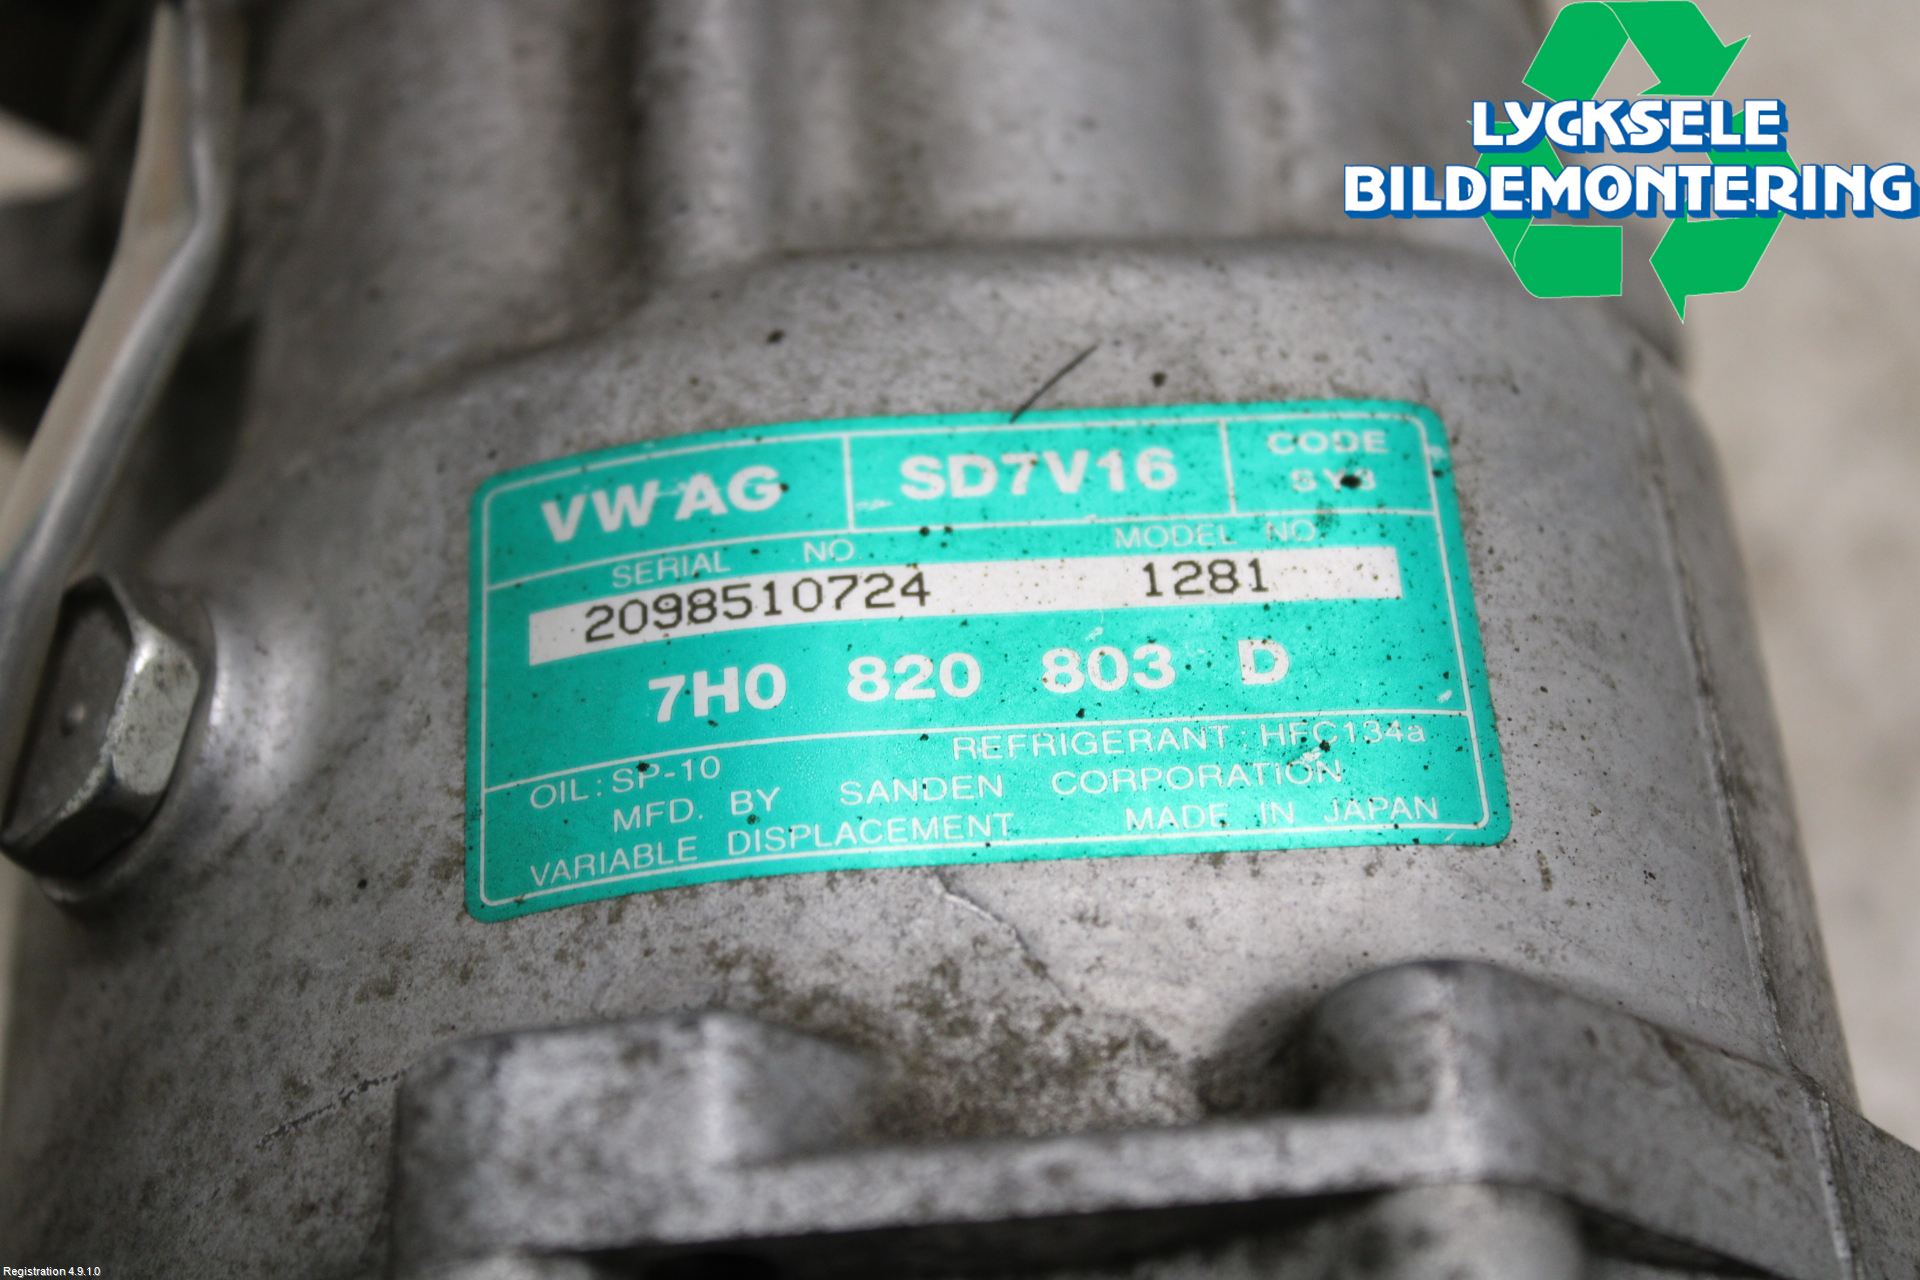 LYCKSELE
BILDEMONTERING
VW AG SD7V16 CODE
SERIAL NO. MODEL NO.
2098510724 1281
7H0 820 803 D
OIL: SP-10 REFRIGERANT: HFC134a
MFD. BY SANDEN CORPORATION
VARIABLE DISPLACEMENT MADE IN JAPAN
Registration 4.9.1.0